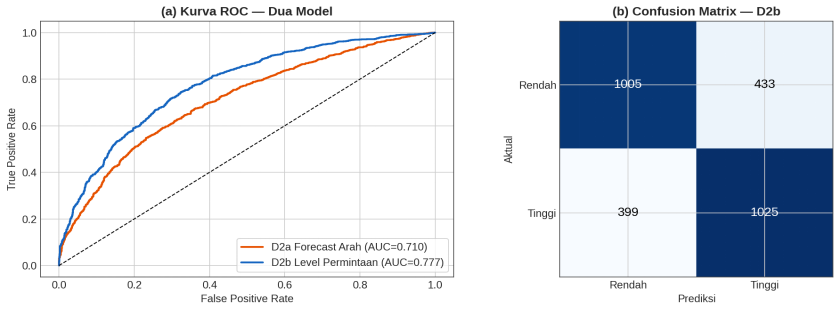 (a) Kurva ROC — Dua Model
True Positive Rate
1.0
0.8
0.6
0.4
0.2
0.0
0.0 0.2 0.4 0.6 0.8 1.0
False Positive Rate
D2a Forecast Arah (AUC=0.710)
D2b Level Permintaan (AUC=0.777)
(b) Confusion Matrix — D2b
Aktual
Rendah 1005 433
Tinggi 399 1025
Rendah Tinggi
Prediksi